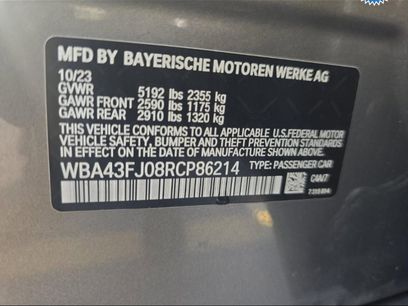 MFD BY BAYERISCHE MOTOREN WERKE AG
10/23
GVWR 5192 lbs 2355 kg
GAWR FRONT 2590 lbs 1175 kg
GAWR REAR 2910 lbs 1320 kg
THIS VEHICLE CONFORMS TO ALL APPLICABLE U.S.FEDERAL MOTOR
VEHICLE SAFETY, BUMPER, AND THEFT PREVENTION STANDARDS
IN EFFECT ON THE DATE OF MANUFACTURE SHOWN ABOVE.
WBA43FJ08RCP86214 TYPE: PASSENGER CAR